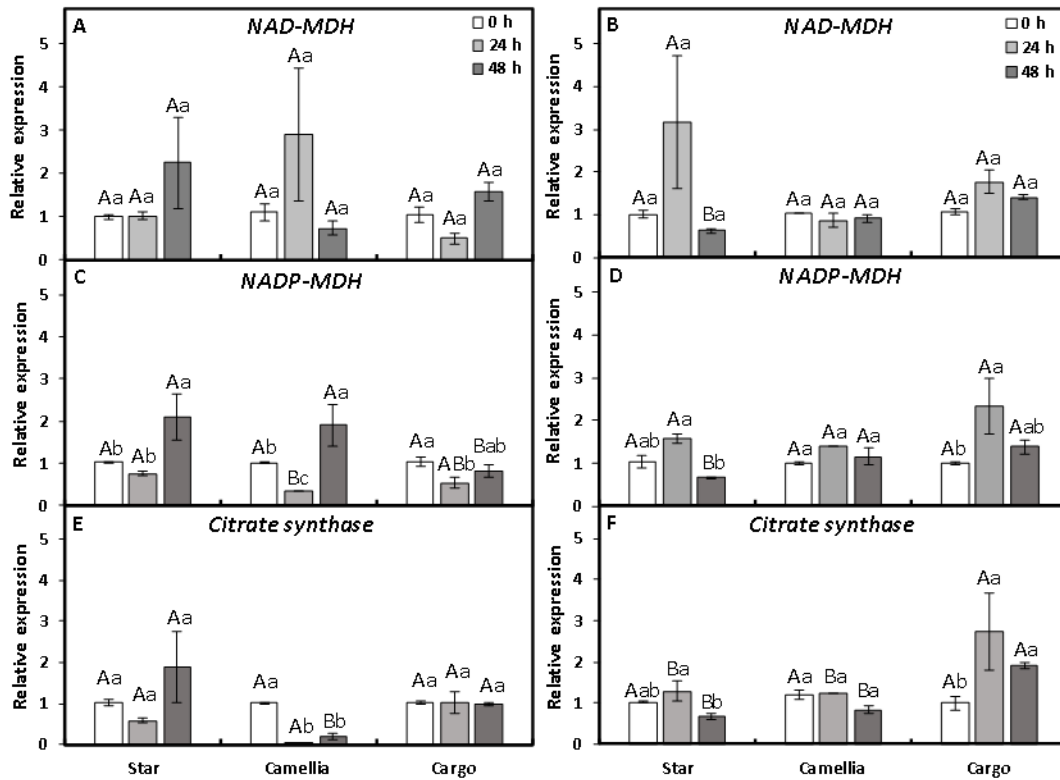 A NAD-MDH
0 h
24 h
48 h
Relative expression
5
4
3
2
1
0
Aa Aa Aa
Aa Aa Aa
Aa Aa Aa
B NAD-MDH
0 h
24 h
48 h
Relative expression
5
4
3
2
1
0
Aa Aa Ba
Aa Aa Aa
Aa Aa Aa
C NADP-MDH
Relative expression
5
4
3
2
1
0
Ab Ab Aa
Ab Bc Aa
Aa ABb Bab
D NADP-MDH
Relative expression
5
4
3
2
1
0
Aab Aa Bb
Aa Aa Aa
Ab Aa Aab
E Citrate synthase
Relative expression
5
4
3
2
1
0
Aa Aa Aa
Aa Ab Bb
Aa Aa Aa
Star Camellia Cargo
F Citrate synthase
Relative expression
5
4
3
2
1
0
Aab Ba Bb
Aa Ba Ba
Ab Aa Aa
Star Camellia Cargo